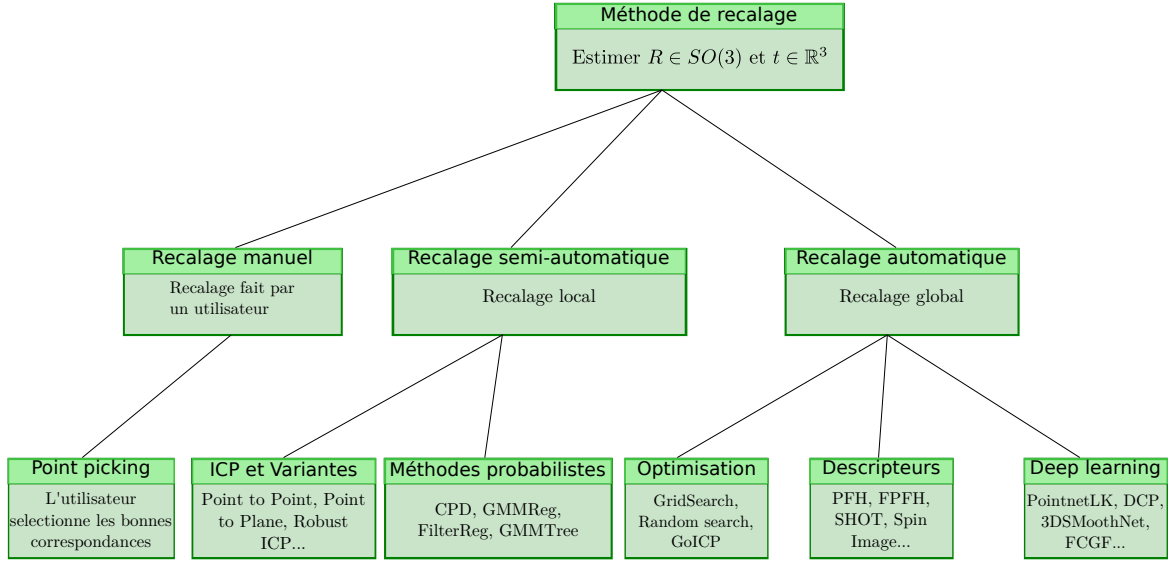 Méthode de recalage
Estimer R ∈ SO(3) et t ∈ ℝ³
Recalage manuel
Recalage fait par
un utilisateur
Recalage semi-automatique
Recalage local
Recalage automatique
Recalage global
Point picking
L'utilisateur
selectionne les bonnes
correspondances
ICP et Variantes
Point to Point, Point
to Plane, Robust
ICP...
Méthodes probabilistes
CPD, GMMReg,
FilterReg, GMMTree
Optimisation
GridSearch,
Random search,
GoICP
Descripteurs
PFH, FPFH,
SHOT, Spin
Image...
Deep learning
PointnetLK, DCP,
3DSMoothNet,
FCGF...